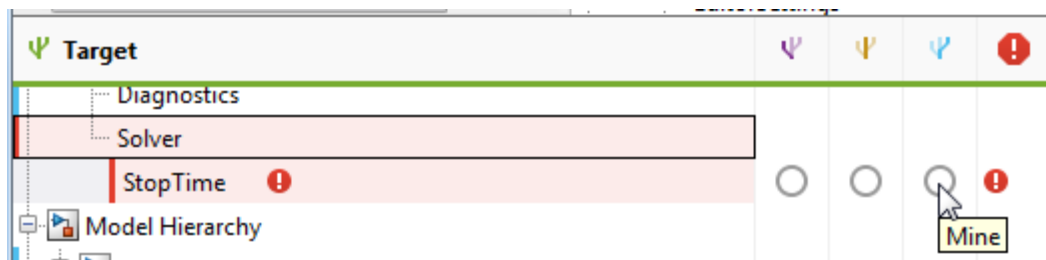 Target
Diagnostics
Solver
StopTime
Model Hierarchy
Mine